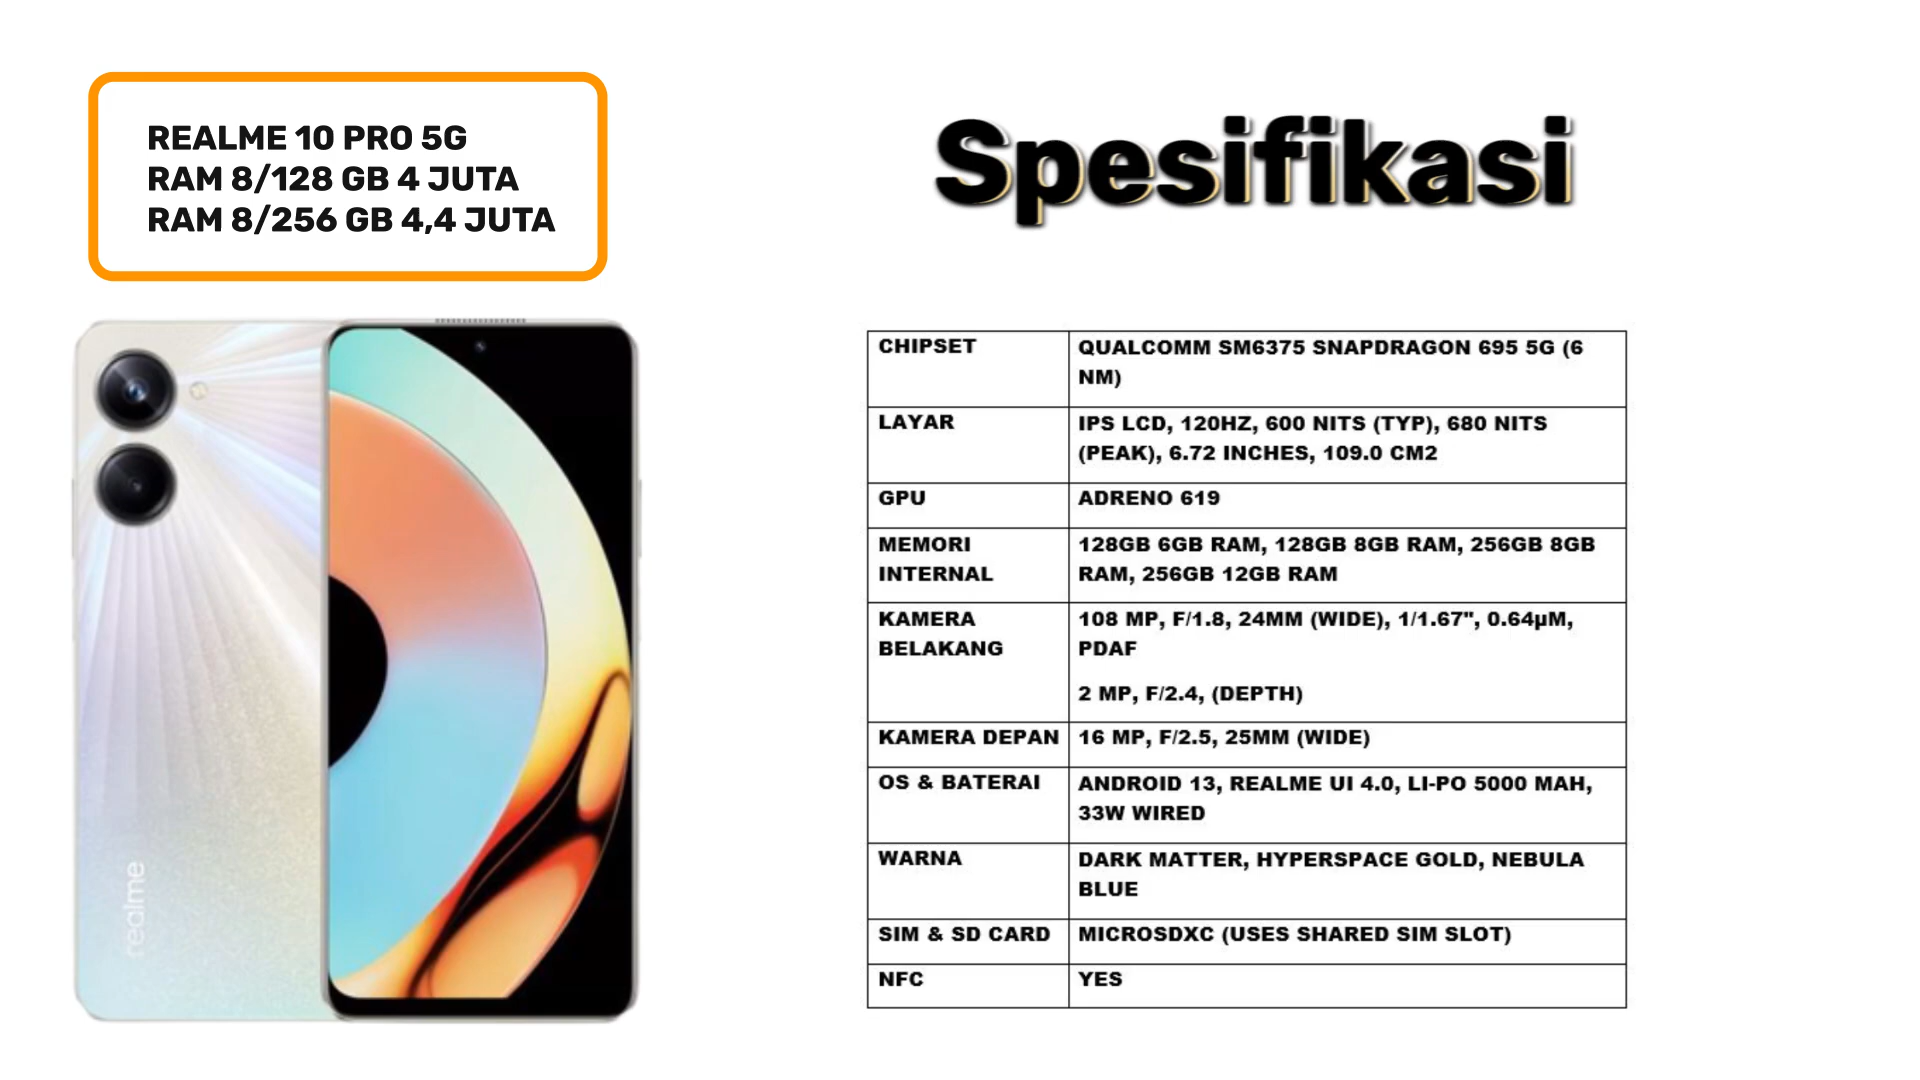 REALME 10 PRO 5G
RAM 8/128 GB 4 JUTA
RAM 8/256 GB 4,4 JUTA
realme
Spesifikasi
CHIPSET
QUALCOMM SM6375 SNAPDRAGON 695 5G (6
NM)
LAYAR
IPS LCD, 120HZ, 600 NITS (TYP), 680 NITS
(PEAK), 6.72 INCHES, 109.0 CM2
GPU
ADRENO 619
MEMORI
INTERNAL
128GB 6GB RAM, 128GB 8GB RAM, 256GB 8GB
RAM, 256GB 12GB RAM
KAMERA
BELAKANG
108 MP, F/1.8, 24MM (WIDE), 1/1.67", 0.64µM,
PDAF
2 MP, F/2.4, (DEPTH)
KAMERA DEPAN
16 MP, F/2.5, 25MM (WIDE)
OS & BATERAI
ANDROID 13, REALME UI 4.0, LI-PO 5000 MAH,
33W WIRED
WARNA
DARK MATTER, HYPERSPACE GOLD, NEBULA
BLUE
SIM & SD CARD
MICROSDXC (USES SHARED SIM SLOT)
NFC
YES